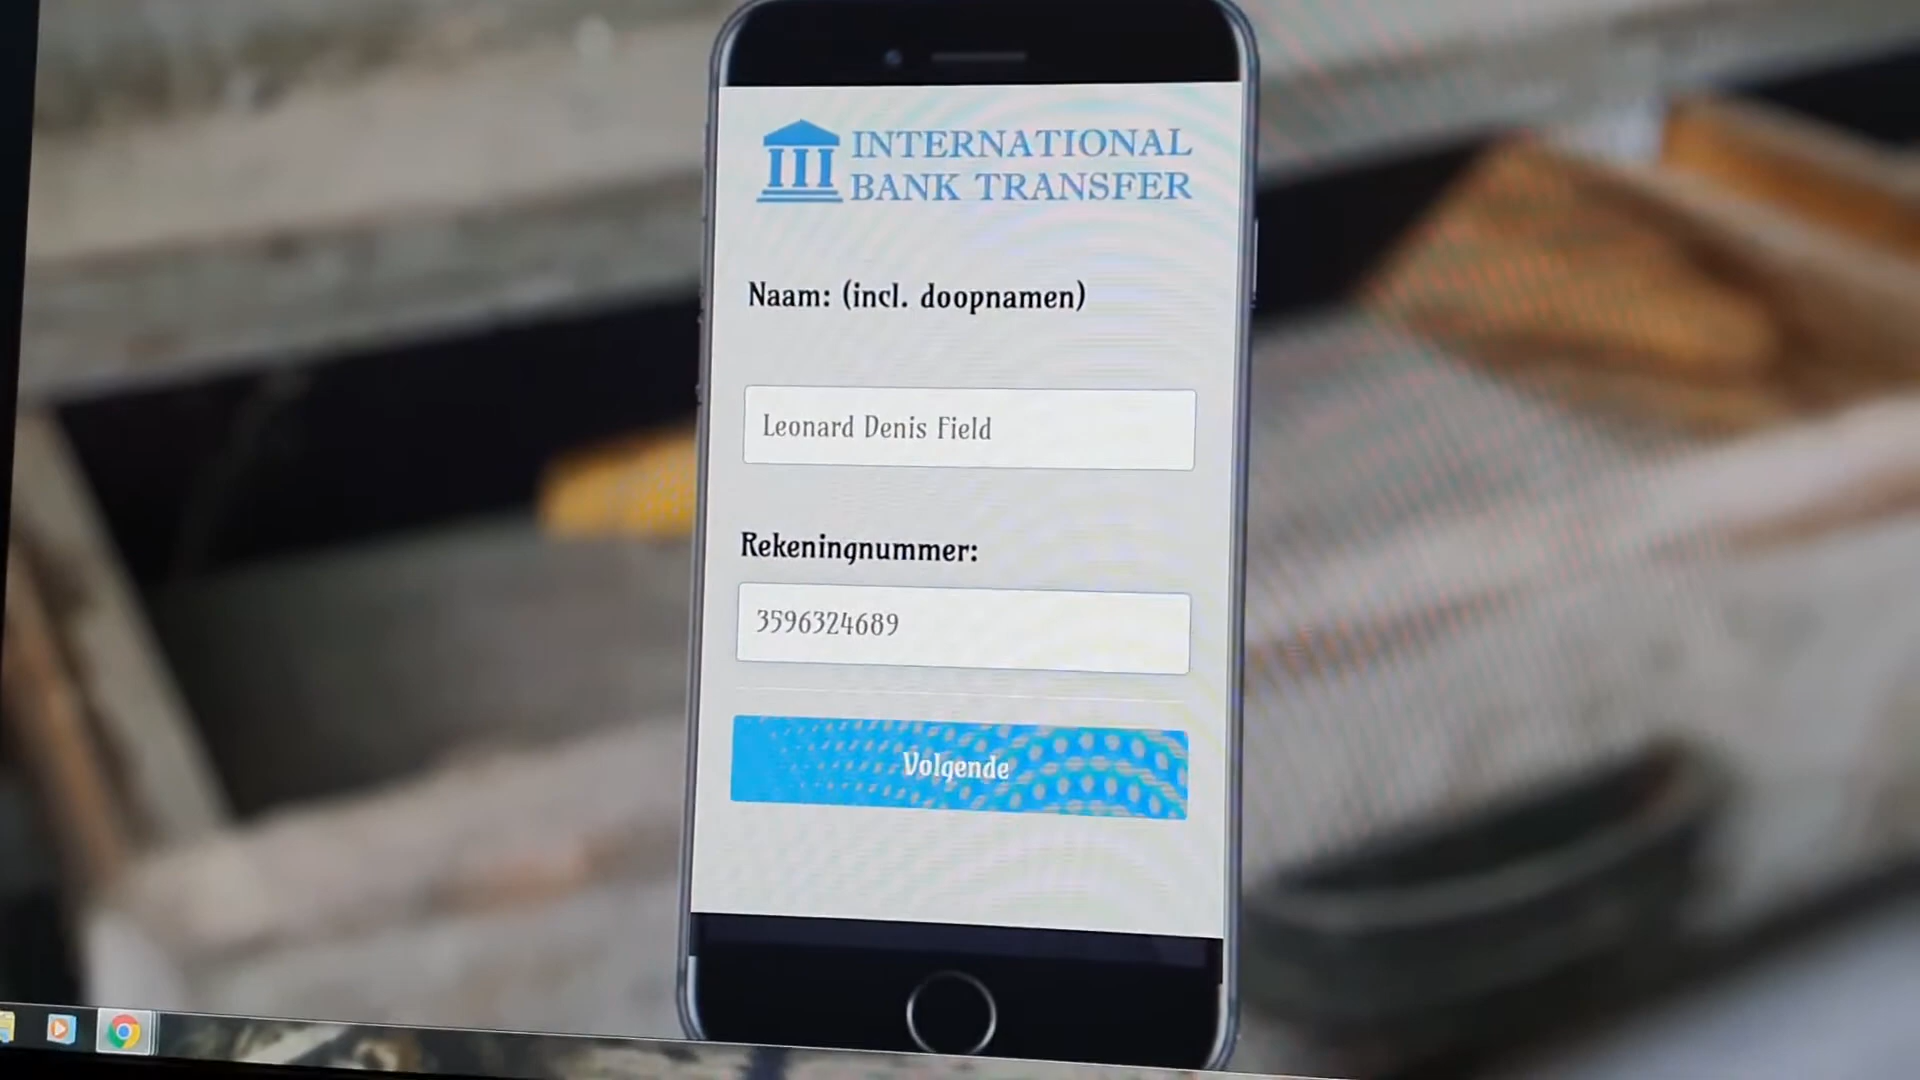 INTERNATIONAL
BANK TRANSFER
Naam: (incl. doopnamen)
Leonard Denis Field
Rekeningnummer:
3596324689
Volgende